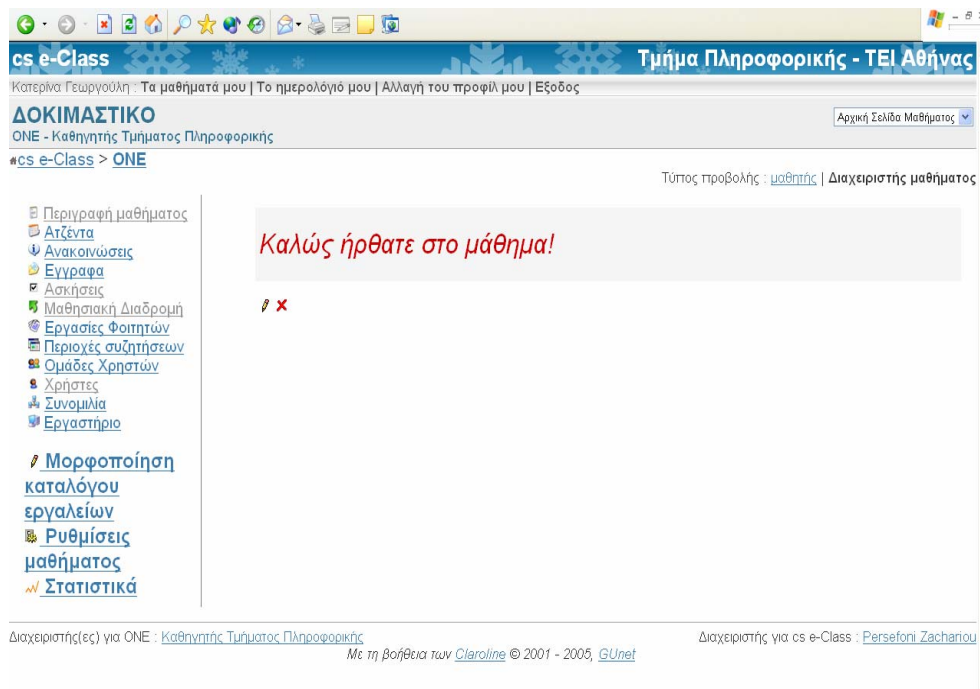 cs e-Class Τμήμα Πληροφορικής - ΤΕΙ Αθήνας
Κατερίνα Γεωργούλη : Τα μαθήματά μου | Το ημερολόγιό μου | Αλλαγή του προφίλ μου | Εξοδος
ΔΟΚΙΜΑΣΤΙΚΟ
Αρχική Σελίδα Μαθήματος
ONE - Καθηγητής Τμήματος Πληροφορικής
cs e-Class > ONE
Τύπος προβολής : μαθητής | Διαχειριστής μαθήματος
Περιγραφή μαθήματος
Ατζέντα
Ανακοινώσεις
Εγγραφα
Ασκήσεις
Μαθησιακή Διαδρομή
Εργασίες Φοιτητών
Περιοχές συζητήσεων
Ομάδες Χρηστών
Χρήστες
Συνομιλία
Εργαστήριο
Μορφοποίηση
καταλόγου
εργαλείων
Ρυθμίσεις
μαθήματος
Στατιστικά
Καλώς ήρθατε στο μάθημα!
Διαχειριστής(ες) για ONE : Καθηγητής Τμήματος Πληροφορικής
Διαχειριστής για cs e-Class : Persefoni Zachariou
Με τη βοήθεια των Claroline © 2001 - 2005, GUnet